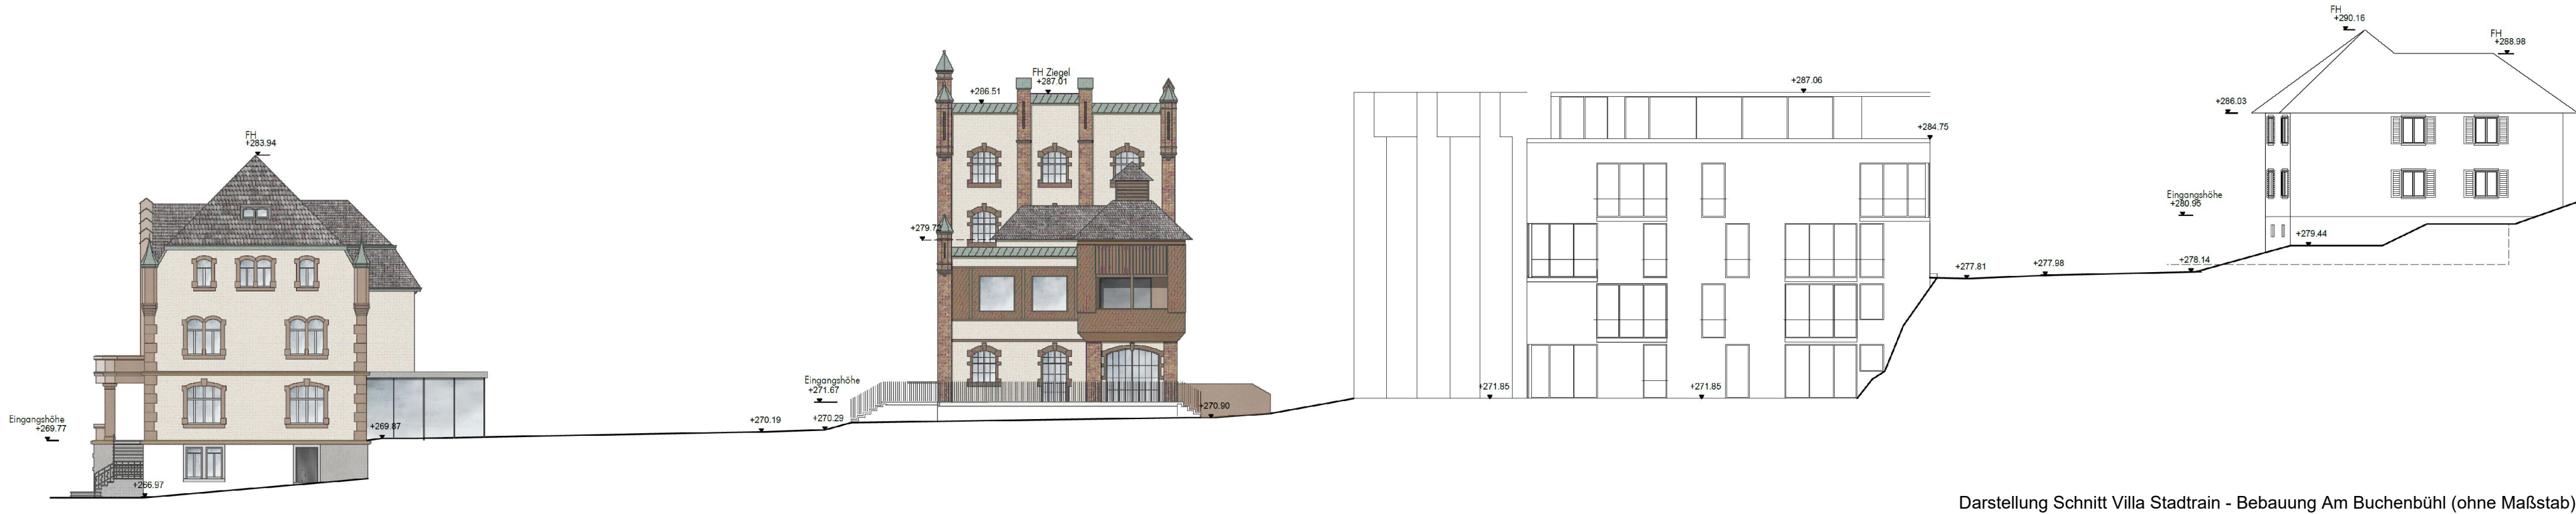 FH
+283.94
Eingangshöhe
+269.77
+266.97
+269.87
+270.19
+270.29
Eingangshöhe
+271.67
+279.72
+286.51
FH Ziegel
+287.01
+270.90
+271.85
+271.85
+287.06
+284.75
+277.81
+277.98
+278.14
Eingangshöhe
+280.95
+286.03
+279.44
FH
+290.16
FH
+288.98
Darstellung Schnitt Villa Stadtrain - Bebauung Am Buchenbühl (ohne Maßstab)